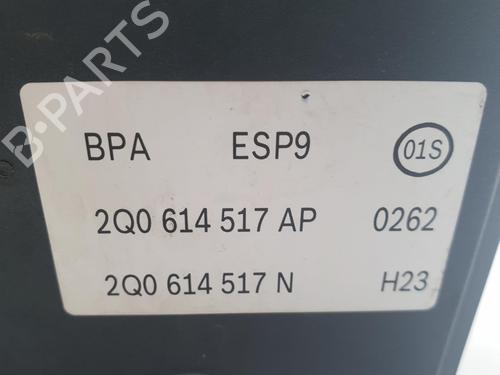 B-PARTS
BPA ESP9 01S
2Q0 614 517 AP 0262
2Q0 614 517 N H23